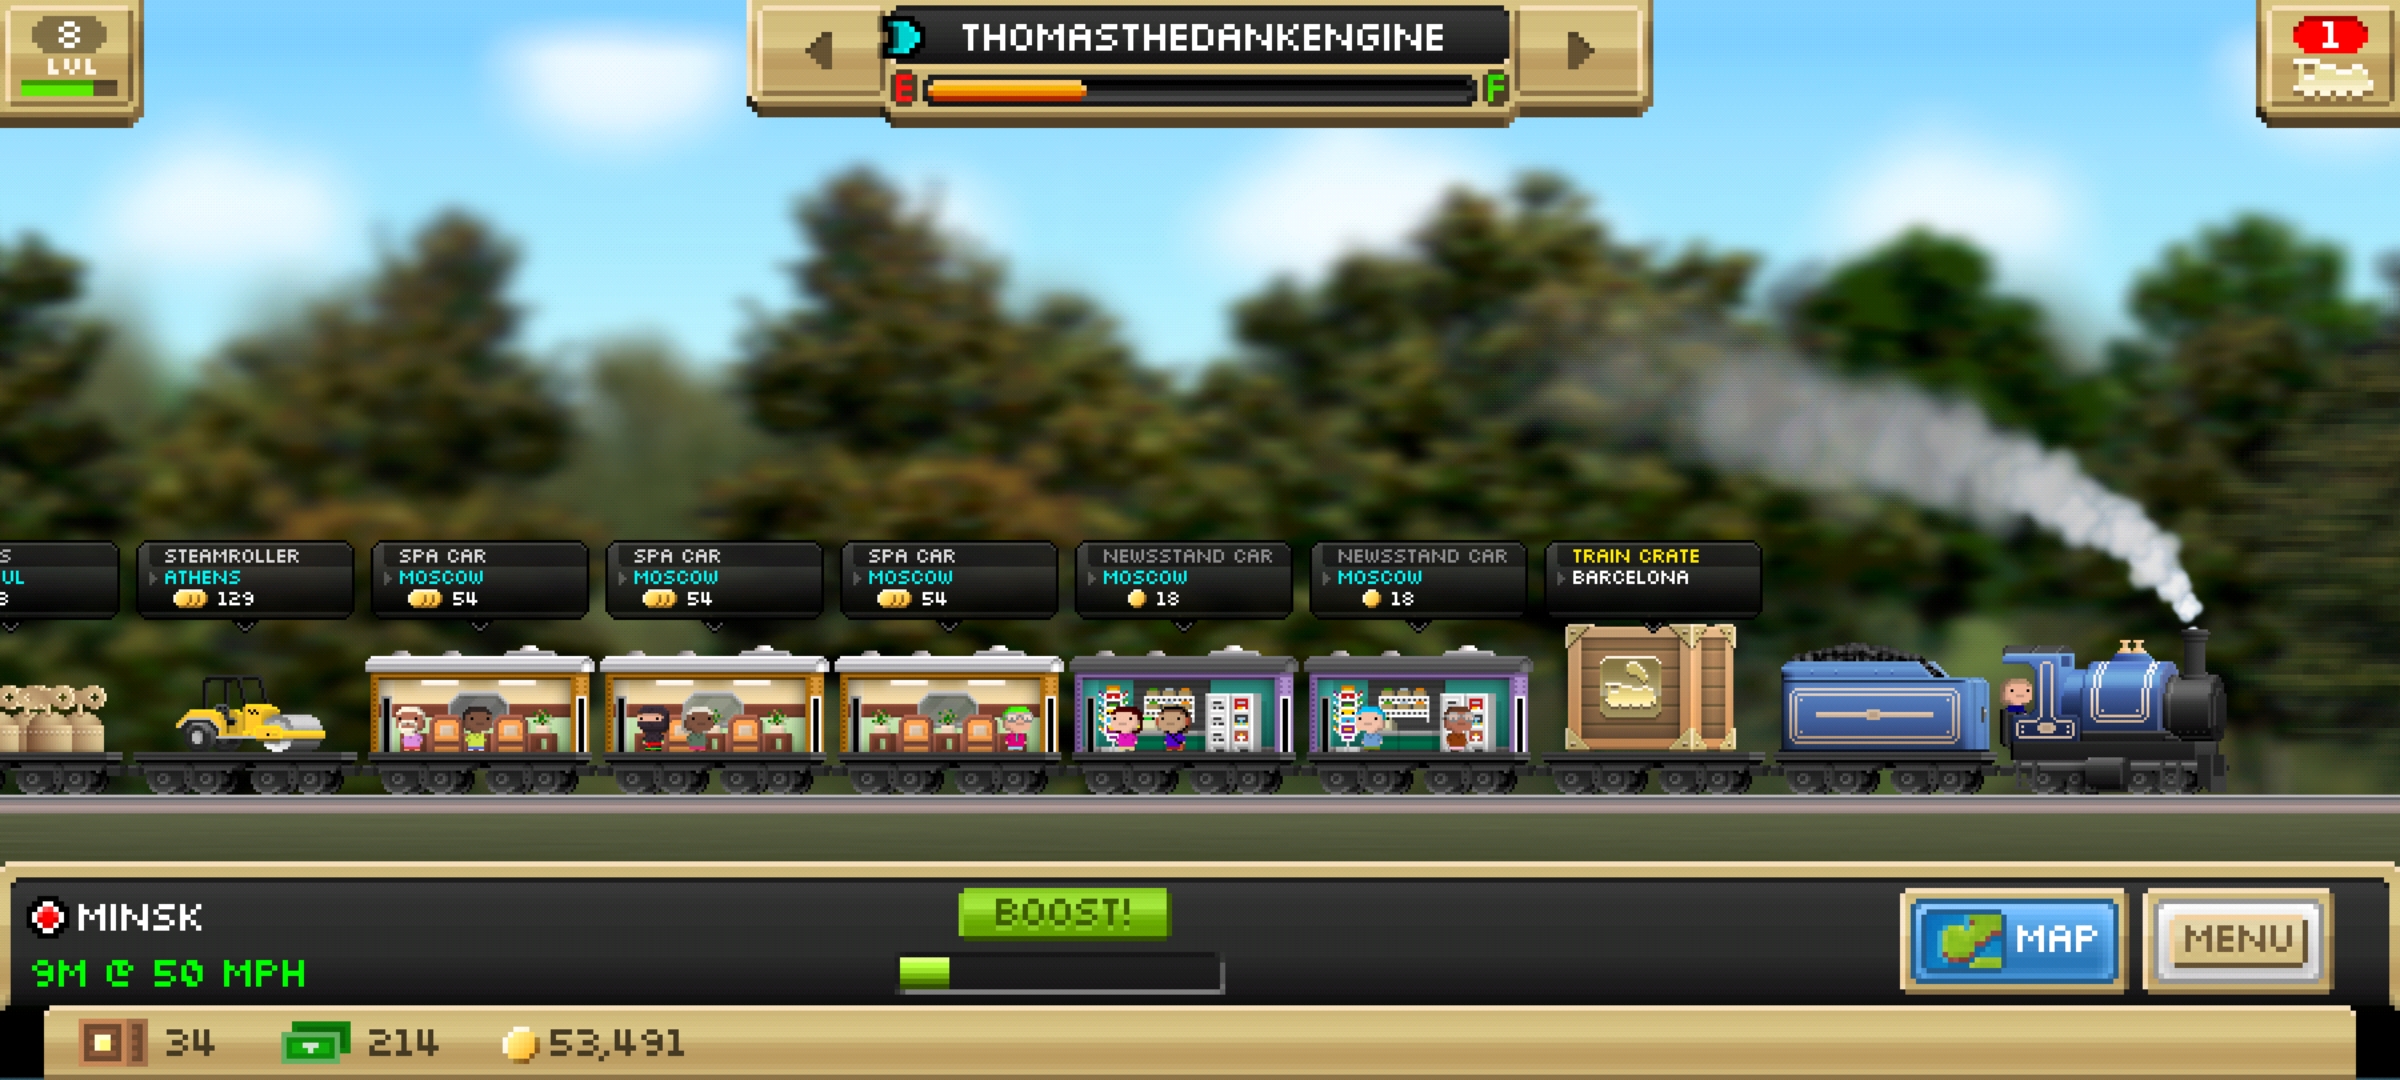 8
LVL
THOMASTHEDANKENGINE
E
F
1
STEAMROLLER
ATHENS
129
SPA CAR
MOSCOW
54
SPA CAR
MOSCOW
54
SPA CAR
MOSCOW
54
NEWSSTAND CAR
MOSCOW
18
NEWSSTAND CAR
MOSCOW
18
TRAIN CRATE
BARCELONA
MINSK
9M @ 50 MPH
BOOST!
MAP
MENU
34
214
53,491